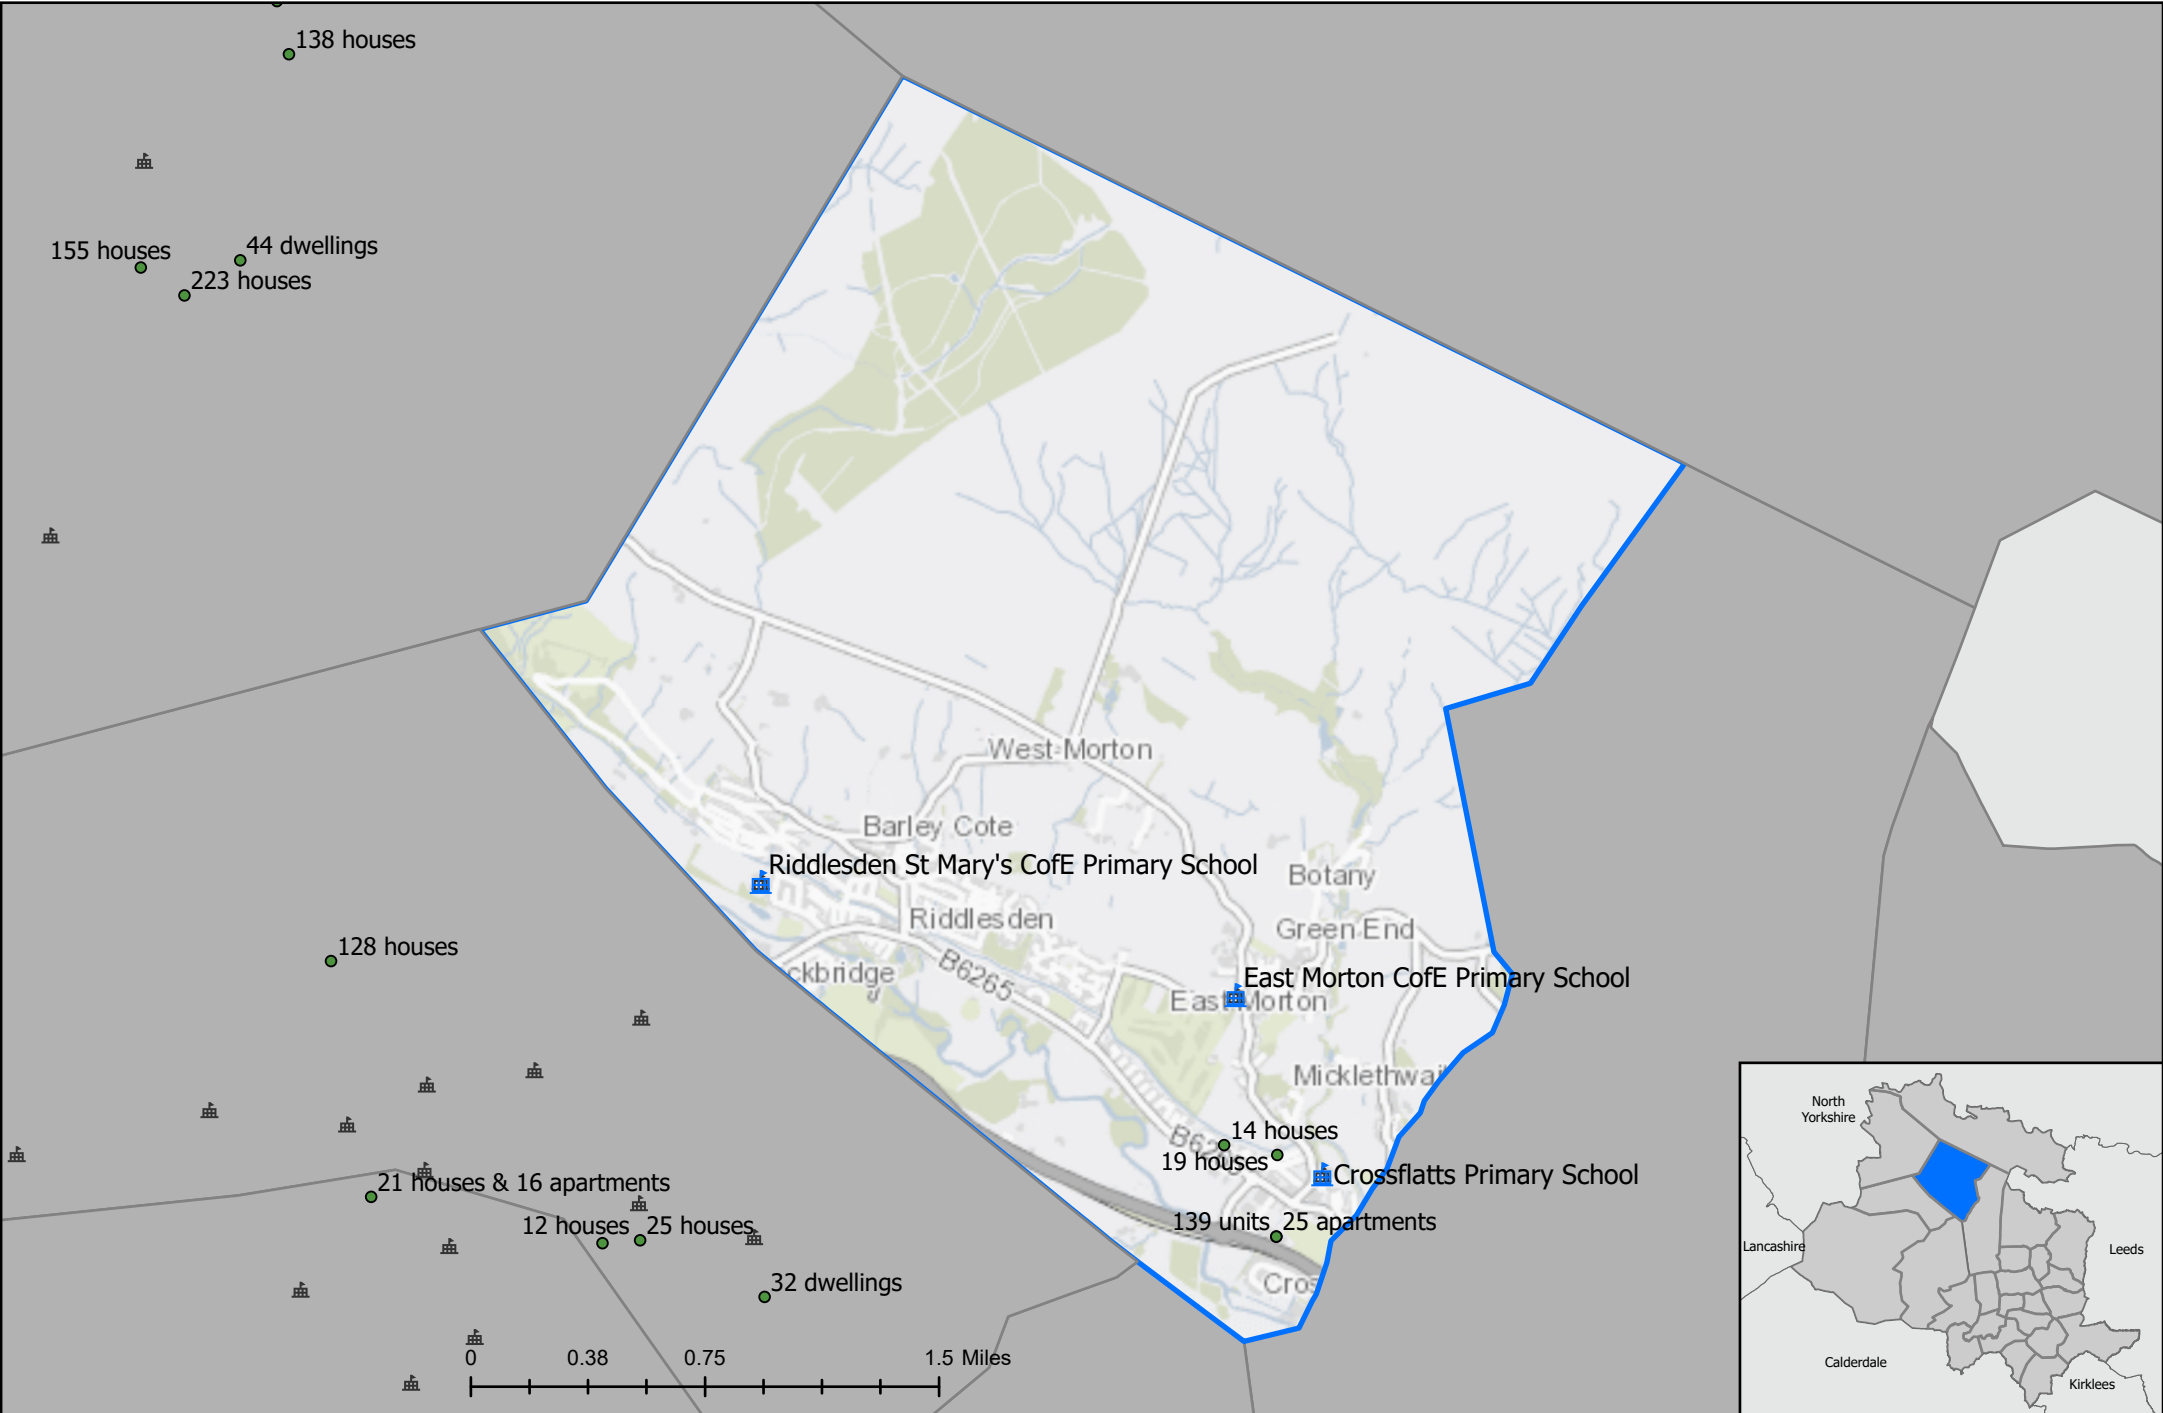 138 houses
155 houses
44 dwellings
223 houses
West Morton
Barley Cote
Riddlesden St Mary's CofE Primary School
Botany
Riddlesden
Green End
128 houses
ckbridge
B6265
East Morton CofE Primary School
East Morton
Micklethwai
14 houses
B62
19 houses
Crossflatts Primary School
21 houses & 16 apartments
12 houses
25 houses
139 units
25 apartments
32 dwellings
Cros
0
0.38
0.75
1.5 Miles
North
Yorkshire
Lancashire
Leeds
Calderdale
Kirklees